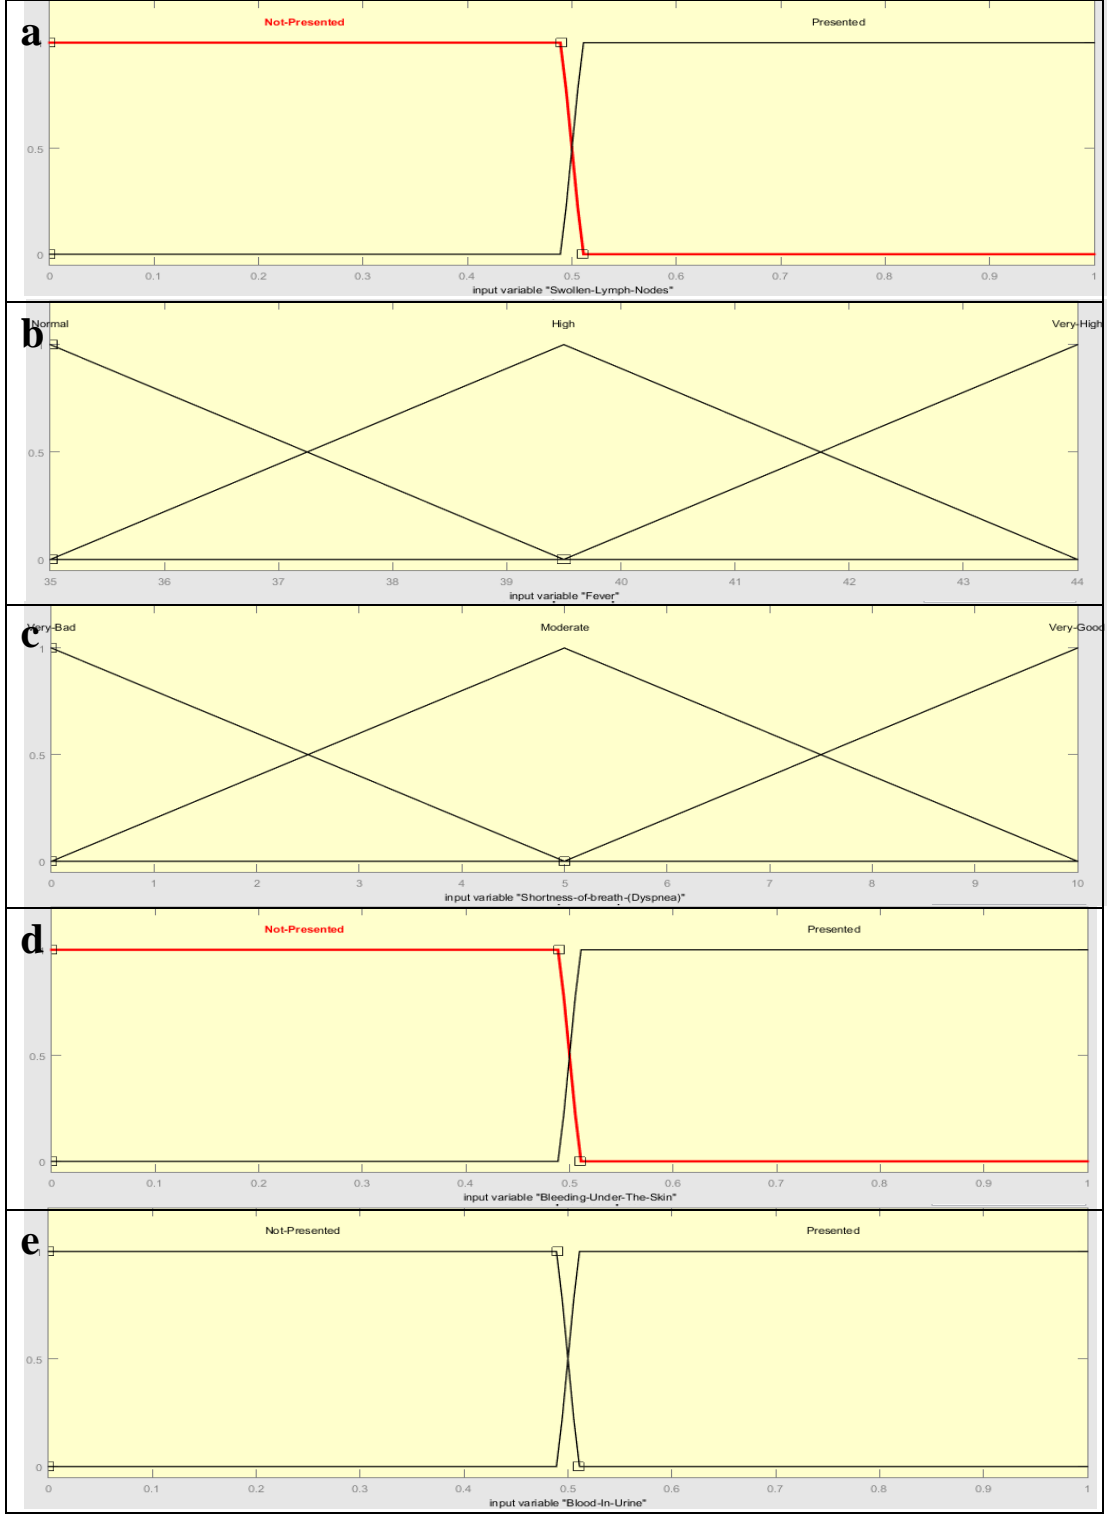 a
Not-Presented Presented
1
0.5
0
0 0.1 0.2 0.3 0.4 0.5 0.6 0.7 0.8 0.9 1
input variable "Swollen-Lymph-Nodes"
b
Normal High Very-High
1
0.5
0
35 36 37 38 39 40 41 42 43 44
input variable "Fever"
c
Very-Bad Moderate Very-Good
1
0.5
0
0 1 2 3 4 5 6 7 8 9 10
input variable "Shortness-of-breath-(Dyspnea)"
d
Not-Presented Presented
0.5
0
0 0.1 0.2 0.3 0.4 0.5 0.6 0.7 0.8 0.9 1
input variable "Bleeding-Under-The-Skin"
e
Not-Presented Presented
0.5
0
0 0.1 0.2 0.3 0.4 0.5 0.6 0.7 0.8 0.9 1
input variable "Blood-In-Urine"